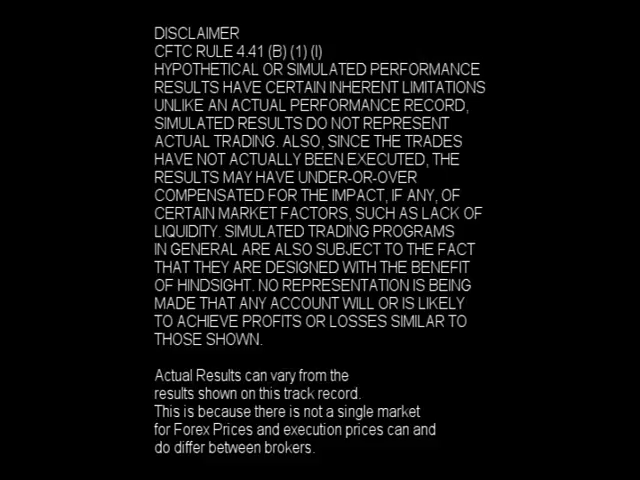 DISCLAIMER
CFTC RULE 4.41 (B) (1) (I)
HYPOTHETICAL OR SIMULATED PERFORMANCE
RESULTS HAVE CERTAIN INHERENT LIMITATIONS
UNLIKE AN ACTUAL PERFORMANCE RECORD,
SIMULATED RESULTS DO NOT REPRESENT
ACTUAL TRADING. ALSO, SINCE THE TRADES
HAVE NOT ACTUALLY BEEN EXECUTED, THE
RESULTS MAY HAVE UNDER-OR-OVER
COMPENSATED FOR THE IMPACT, IF ANY, OF
CERTAIN MARKET FACTORS, SUCH AS LACK OF
LIQUIDITY. SIMULATED TRADING PROGRAMS
IN GENERAL ARE ALSO SUBJECT TO THE FACT
THAT THEY ARE DESIGNED WITH THE BENEFIT
OF HINDSIGHT. NO REPRESENTATION IS BEING
MADE THAT ANY ACCOUNT WILL OR IS LIKELY
TO ACHIEVE PROFITS OR LOSSES SIMILAR TO
THOSE SHOWN.
Actual Results can vary from the
results shown on this track record.
This is because there is not a single market
for Forex Prices and execution prices can and
do differ between brokers.